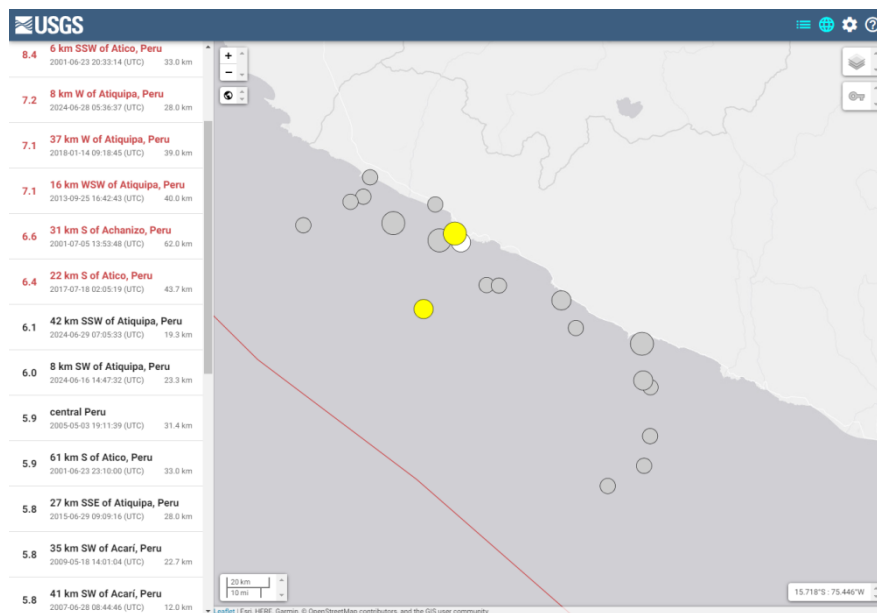 USGS
8.4 6 km SSW of Atico, Peru
2001-06-23 20:33:14 (UTC) 33.0 km
7.2 8 km W of Atiquipa, Peru
2024-06-28 05:36:37 (UTC) 28.0 km
7.1 37 km W of Atiquipa, Peru
2018-01-14 09:18:45 (UTC) 39.0 km
7.1 16 km WSW of Atiquipa, Peru
2013-09-25 16:42:43 (UTC) 40.0 km
6.6 31 km S of Achanizo, Peru
2001-07-05 13:53:48 (UTC) 62.0 km
6.4 22 km S of Atico, Peru
2017-07-18 02:05:19 (UTC) 43.7 km
6.1 42 km SSW of Atiquipa, Peru
2024-06-29 07:05:33 (UTC) 19.3 km
6.0 8 km SW of Atiquipa, Peru
2024-06-16 14:47:32 (UTC) 23.3 km
5.9 central Peru
2005-05-03 19:11:39 (UTC) 31.4 km
5.9 61 km S of Atico, Peru
2001-06-23 23:10:00 (UTC) 33.0 km
5.8 27 km SSE of Atiquipa, Peru
2015-06-29 09:09:16 (UTC) 28.0 km
5.8 35 km SW of Acarí, Peru
2009-05-18 14:01:04 (UTC) 22.7 km
5.8 41 km SW of Acarí, Peru
2007-06-28 08:44:46 (UTC) 12.0 km
+
−
20 km
10 mi
15.718°S : 75.446°W
Leaflet | Esri, HERE, Garmin, © OpenStreetMap contributors, and the GIS user community